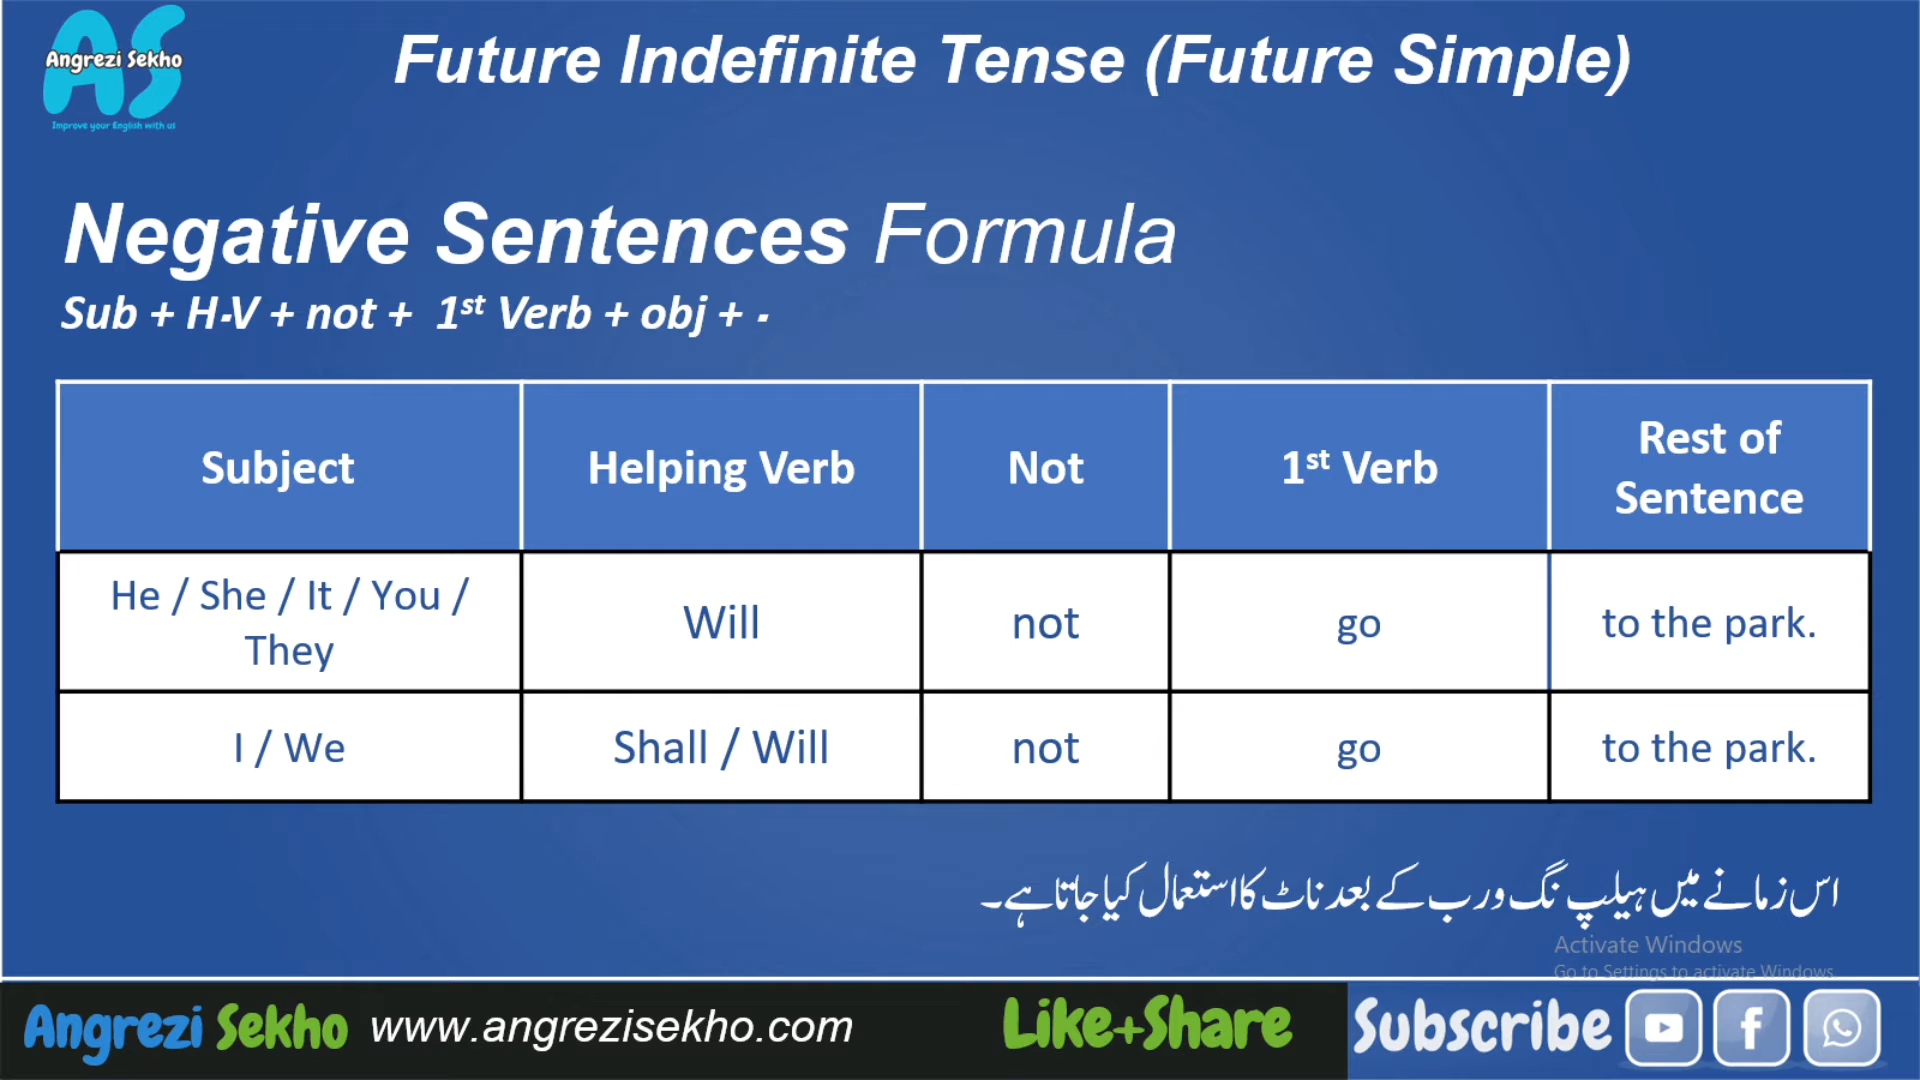 AS
Angrezi Sekho
Improve your English with us
Future Indefinite Tense (Future Simple)
Negative Sentences Formula
Sub + H-V + not + 1st Verb + obj + -
Subject Helping Verb Not 1st Verb Rest of Sentence
He / She / It / You / They Will not go to the park.
I / We Shall / Will not go to the park.
اس زمانے میں ہیلپ نگ ورب کے بعد ناٹ کا استعمال کیا جاتا ہے۔
Activate Windows
Go to Settings to activate Windows.
Angrezi Sekho www.angrezisekho.com Like+Share Subscribe